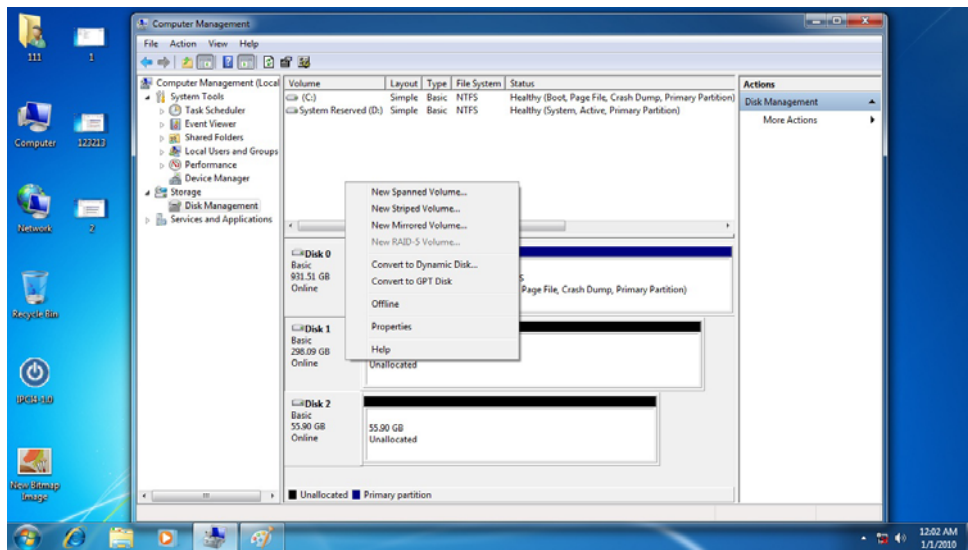 Computer Management
File Action View Help
111
1
Computer
123213
Network
2
Recycle Bin
IPCM-1.0
New Bitmap
Image
Computer Management (Local
System Tools
Task Scheduler
Event Viewer
Shared Folders
Local Users and Groups
Performance
Device Manager
Storage
Disk Management
Services and Applications
Volume Layout Type File System Status
(C:) Simple Basic NTFS Healthy (Boot, Page File, Crash Dump, Primary Partition)
System Reserved (D:) Simple Basic NTFS Healthy (System, Active, Primary Partition)
Actions
Disk Management
More Actions
New Spanned Volume...
New Striped Volume...
New Mirrored Volume...
New RAID-5 Volume...
Convert to Dynamic Disk...
Convert to GPT Disk
Offline
Properties
Help
Disk 0
Basic
931.51 GB
Online
Page File, Crash Dump, Primary Partition)
Disk 1
Basic
298.09 GB
Online
Unallocated
Disk 2
Basic
55.90 GB
Online
55.90 GB
Unallocated
Unallocated Primary partition
12:02 AM
1/1/2010